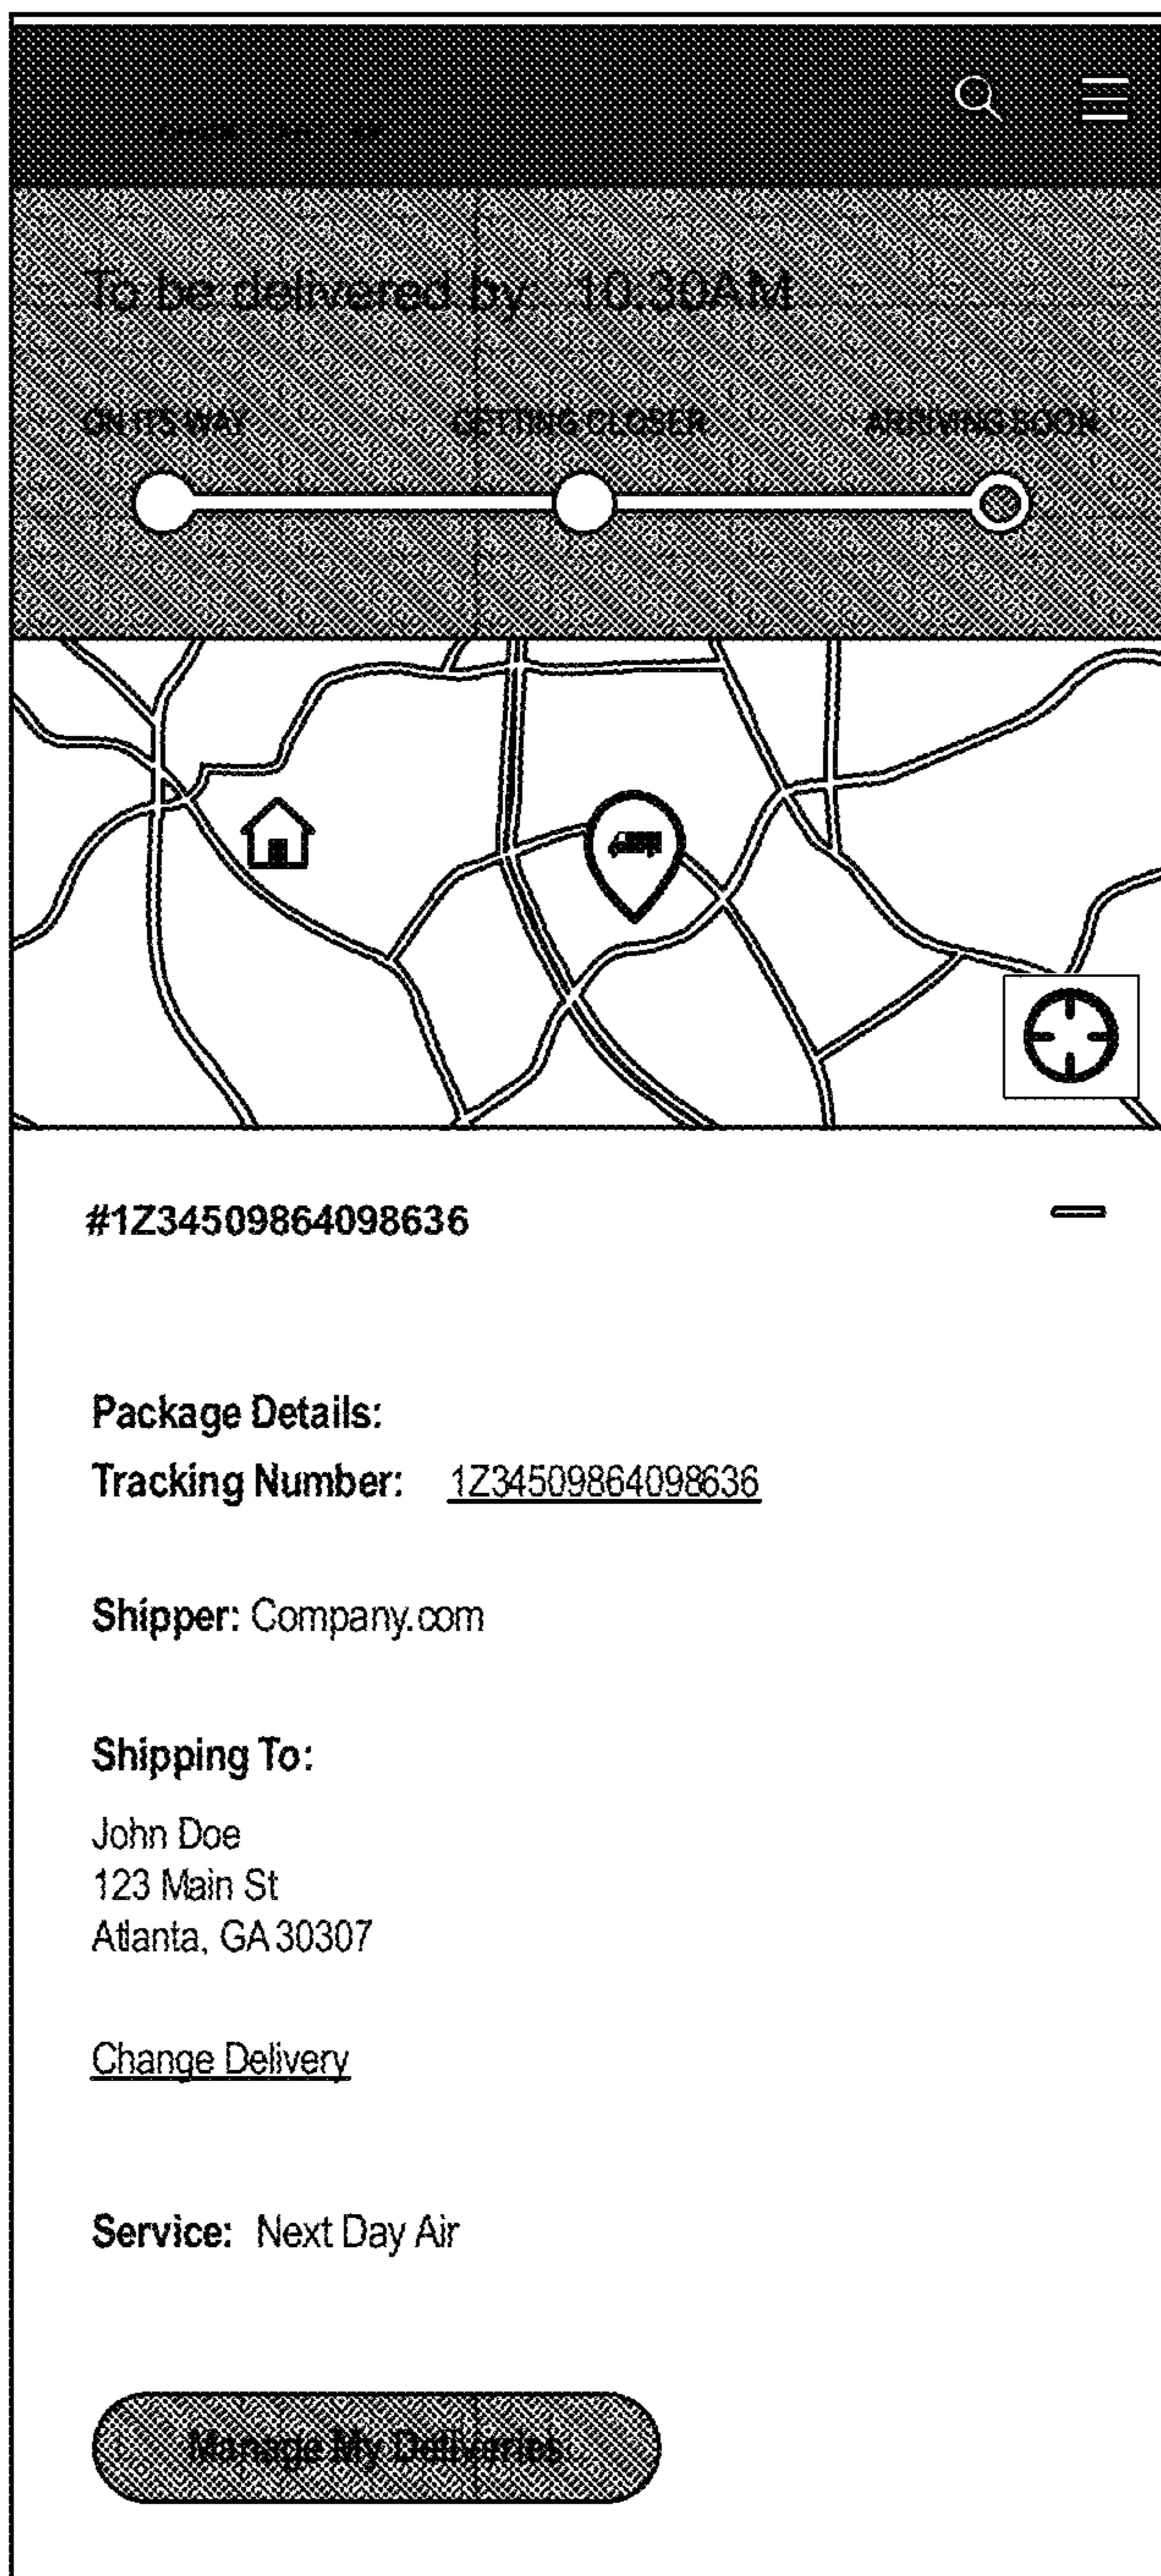 To be delivered by: 10:30AM
ON ITS WAY GETTING CLOSER ARRIVING SOON
#1Z34509864098636
Package Details:
Tracking Number: 1Z34509864098636
Shipper: Company.com
Shipping To:
John Doe
123 Main St
Atlanta, GA 30307
Change Delivery
Service: Next Day Air
Manage My Deliveries